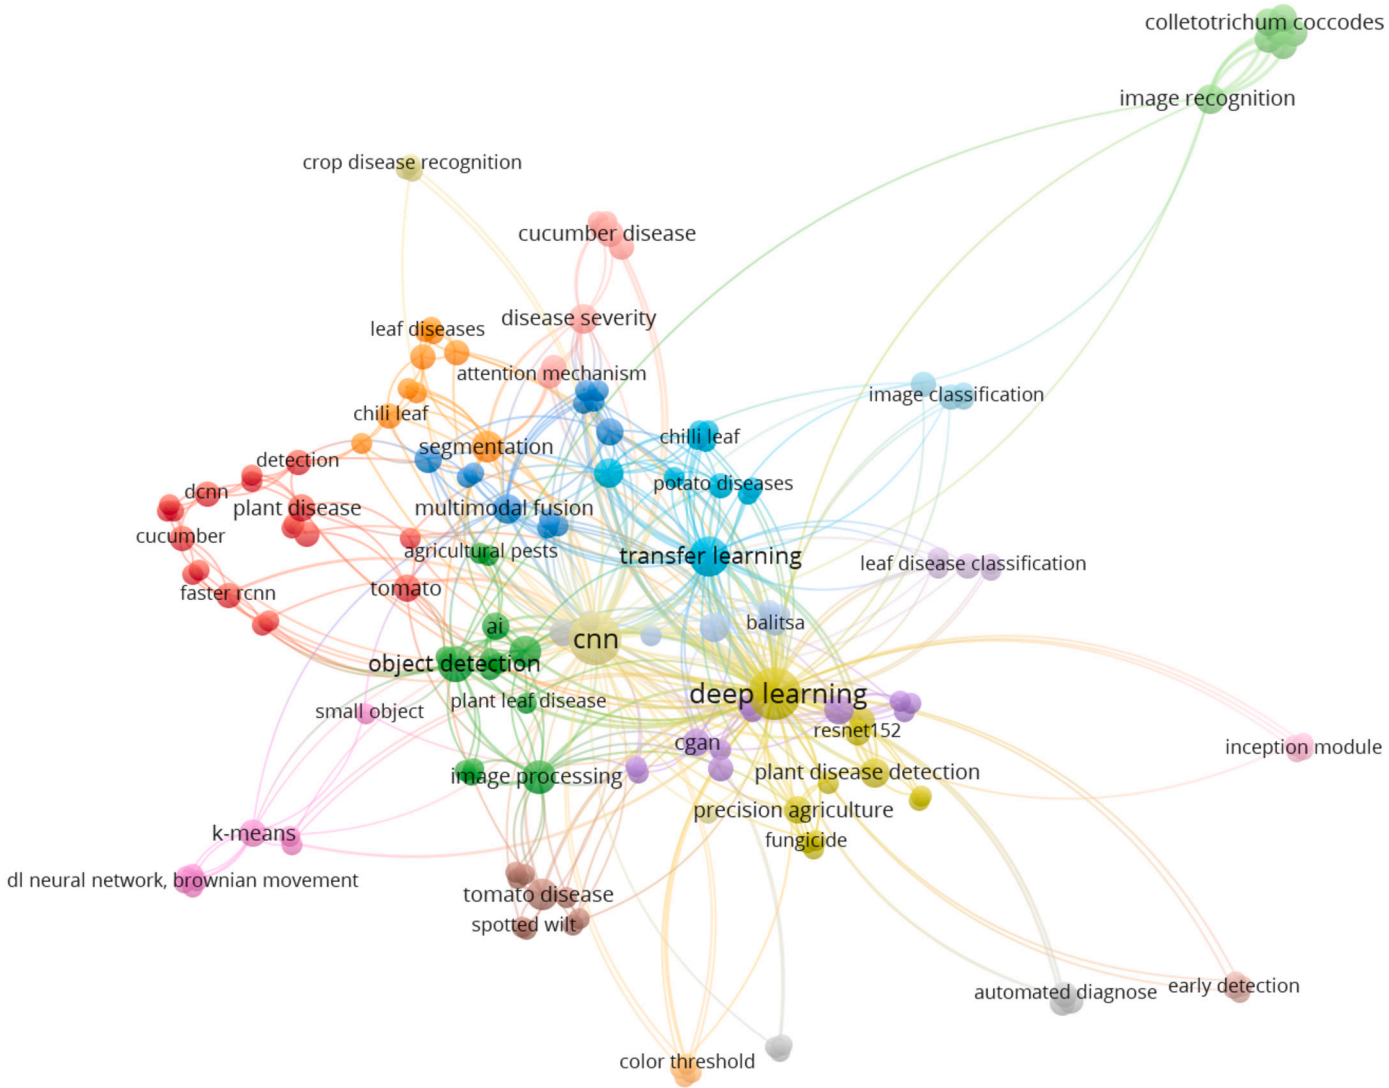 colletotrichum coccodes
image recognition
crop disease recognition
cucumber disease
disease severity
leaf diseases
attention mechanism
image classification
chili leaf
chilli leaf
segmentation
detection
potato diseases
dcnn
plant disease
multimodal fusion
cucumber
agricultural pests
transfer learning
leaf disease classification
tomato
faster rcnn
balitsa
ai
cnn
object detection
deep learning
plant leaf disease
small object
resnet152
cgan
inception module
image processing
plant disease detection
precision agriculture
k-means
fungicide
dl neural network, brownian movement
tomato disease
spotted wilt
early detection
automated diagnose
color threshold